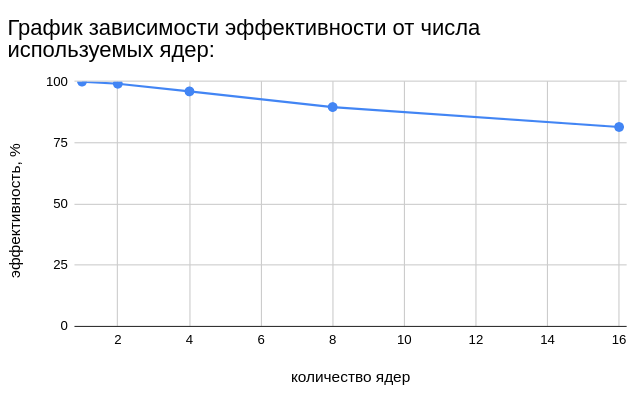 График зависимости эффективности от числа
используемых ядер:
100
75
50
25
0
эффективность, %
2 4 6 8 10 12 14 16
количество ядер